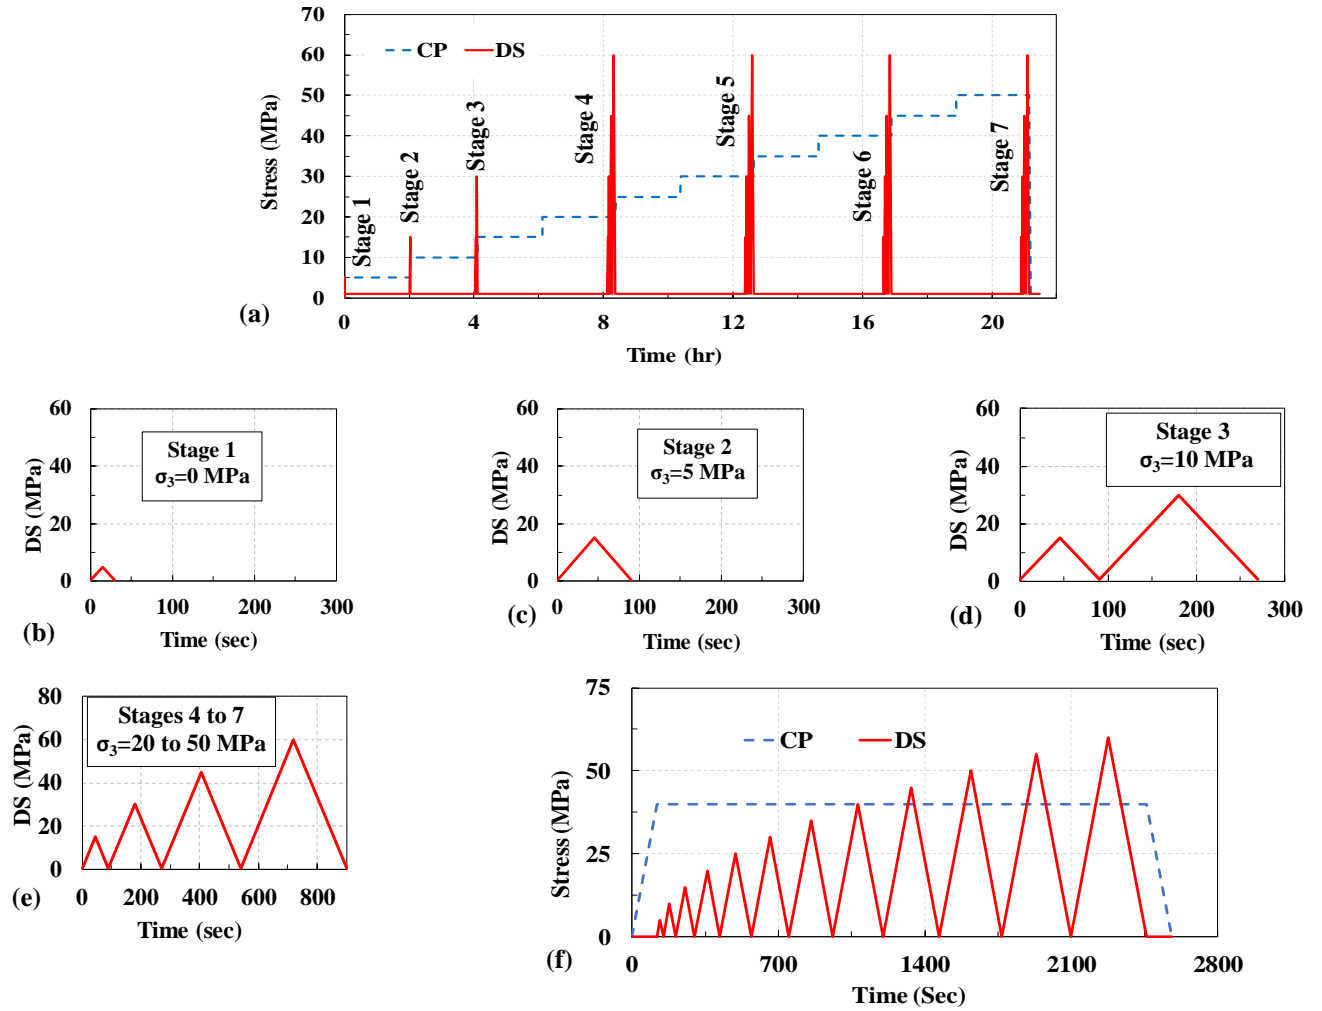 70
60
50
40
30
20
10
0
Stress (MPa)
CP
DS
Stage 1
Stage 2
Stage 3
Stage 4
Stage 5
Stage 6
Stage 7
0 4 8 12 16 20
Time (hr)
(a)
60
40
20
0
DS (MPa)
Stage 1
σ₃=0 MPa
0 100 200 300
Time (sec)
(b)
60
40
20
0
DS (MPa)
Stage 2
σ₃=5 MPa
0 100 200 300
Time (sec)
(c)
60
40
20
0
DS (MPa)
Stage 3
σ₃=10 MPa
0 100 200 300
Time (sec)
(d)
80
60
40
20
0
DS (MPa)
Stages 4 to 7
σ₃=20 to 50 MPa
0 200 400 600 800
Time (sec)
(e)
75
50
25
0
Stress (MPa)
CP
DS
0 700 1400 2100 2800
Time (Sec)
(f)